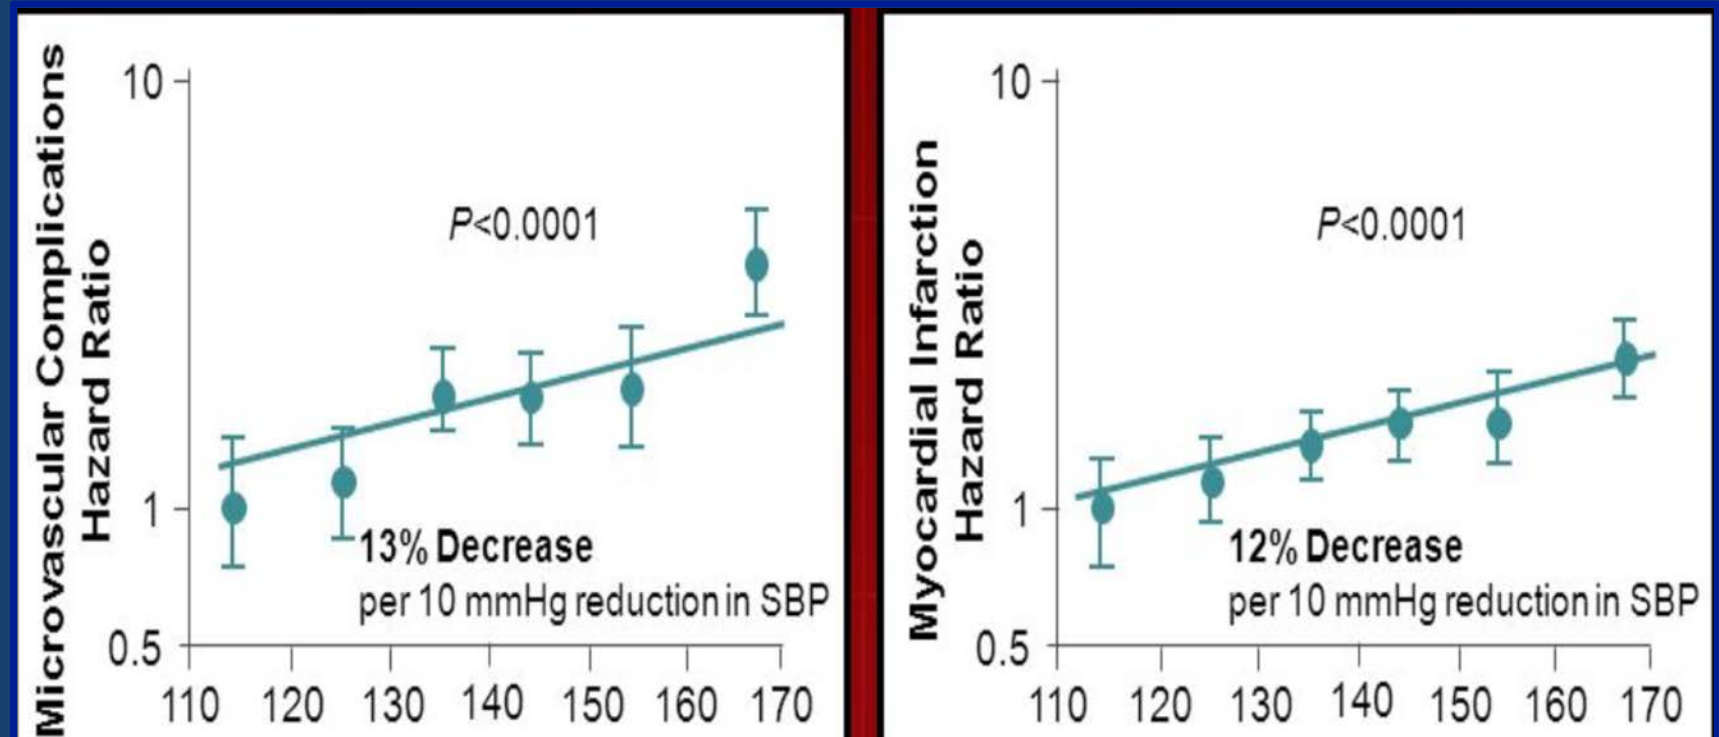 Microvascular Complications
Hazard Ratio
10
1
0.5
P<0.0001
13% Decrease
per 10 mmHg reduction in SBP
110 120 130 140 150 160 170
Myocardial Infarction
Hazard Ratio
10
1
0.5
P<0.0001
12% Decrease
per 10 mmHg reduction in SBP
110 120 130 140 150 160 170